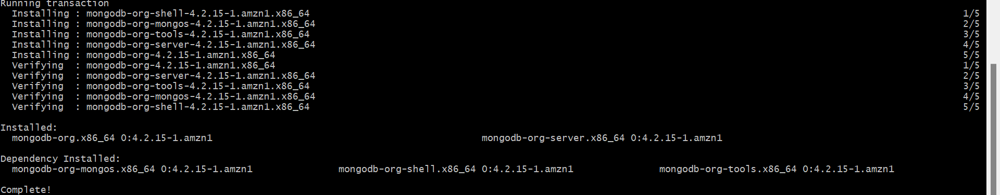 Running transaction
  Installing : mongodb-org-shell-4.2.15-1.amzn1.x86_64 1/5
  Installing : mongodb-org-mongos-4.2.15-1.amzn1.x86_64 2/5
  Installing : mongodb-org-tools-4.2.15-1.amzn1.x86_64 3/5
  Installing : mongodb-org-server-4.2.15-1.amzn1.x86_64 4/5
  Installing : mongodb-org-4.2.15-1.amzn1.x86_64 5/5
  Verifying  : mongodb-org-4.2.15-1.amzn1.x86_64 1/5
  Verifying  : mongodb-org-server-4.2.15-1.amzn1.x86_64 2/5
  Verifying  : mongodb-org-tools-4.2.15-1.amzn1.x86_64 3/5
  Verifying  : mongodb-org-mongos-4.2.15-1.amzn1.x86_64 4/5
  Verifying  : mongodb-org-shell-4.2.15-1.amzn1.x86_64 5/5

Installed:
  mongodb-org.x86_64 0:4.2.15-1.amzn1 mongodb-org-server.x86_64 0:4.2.15-1.amzn1

Dependency Installed:
  mongodb-org-mongos.x86_64 0:4.2.15-1.amzn1 mongodb-org-shell.x86_64 0:4.2.15-1.amzn1 mongodb-org-tools.x86_64 0:4.2.15-1.amzn1

Complete!